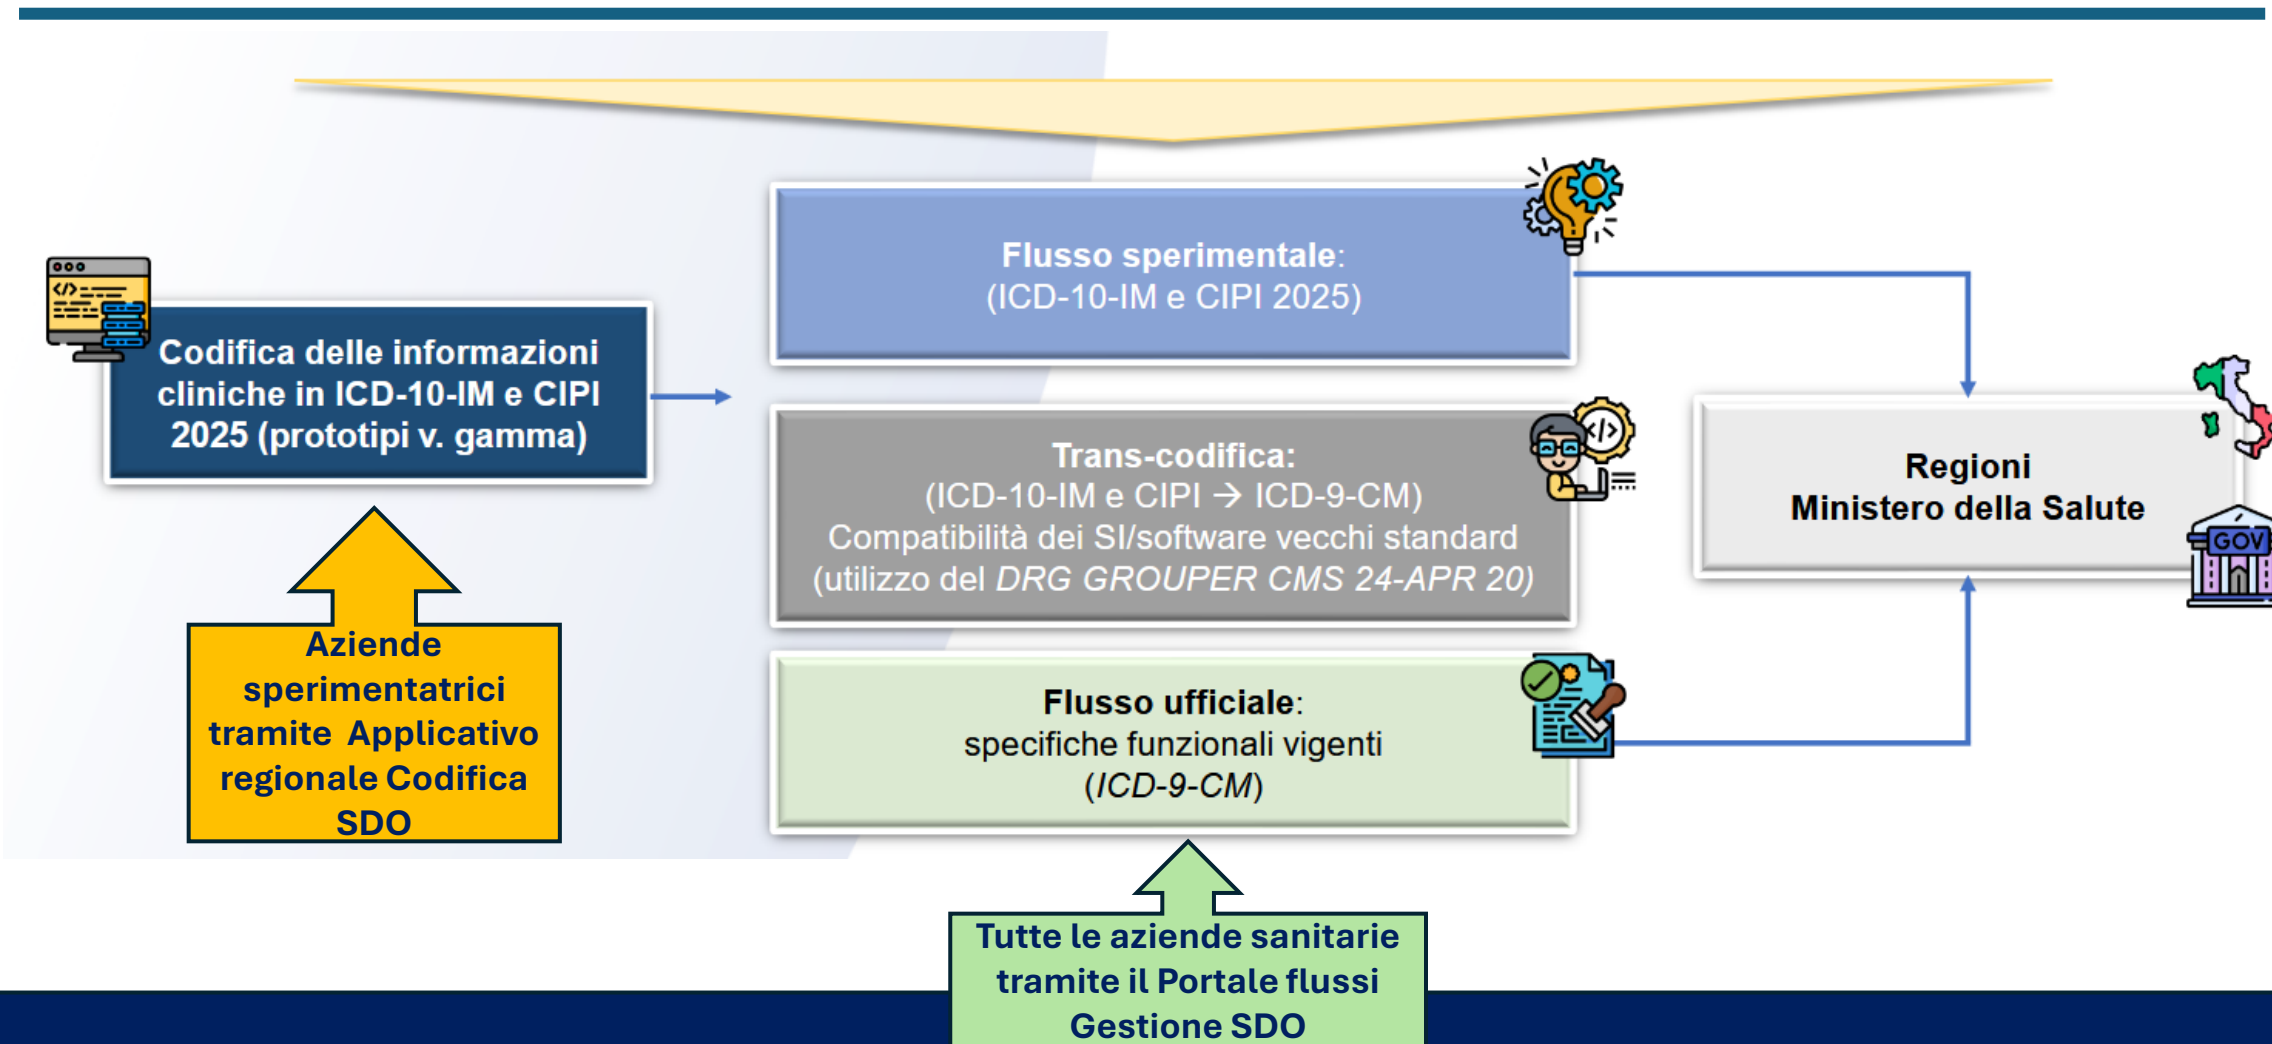 Flusso sperimentale:
(ICD-10-IM e CIPI 2025)
Codifica delle informazioni
cliniche in ICD-10-IM e CIPI
2025 (prototipi v. gamma)
Trans-codifica:
(ICD-10-IM e CIPI → ICD-9-CM)
Compatibilità dei SI/software vecchi standard
(utilizzo del DRG GROUPER CMS 24-APR 20)
Regioni
Ministero della Salute
GOV
Aziende
sperimentatrici
tramite Applicativo
regionale Codifica
SDO
Flusso ufficiale:
specifiche funzionali vigenti
(ICD-9-CM)
Tutte le aziende sanitarie
tramite il Portale flussi
Gestione SDO